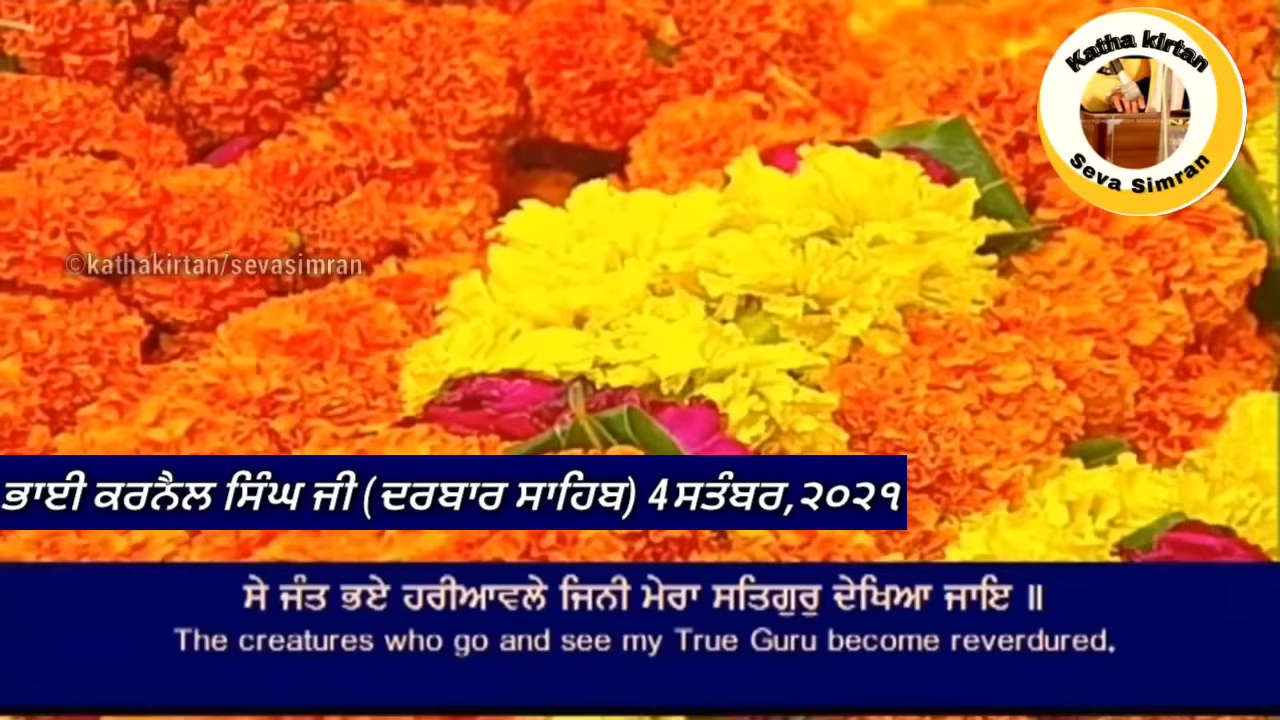 Katha kirtan
Seva Simran
©kathakirtan/sevasimran
ਭਾਈ ਕਰਨੈਲ ਸਿੰਘ ਜੀ (ਦਰਬਾਰ ਸਾਹਿਬ) 4 ਸਤੰਬਰ,੨੦੨੧
ਸੇ ਜੰਤ ਭਏ ਹਰੀਆਵਲੇ ਜਿਨੀ ਮੇਰਾ ਸਤਿਗੁਰੁ ਦੇਖਿਆ ਜਾਇ ॥
The creatures who go and see my True Guru become reverdured.